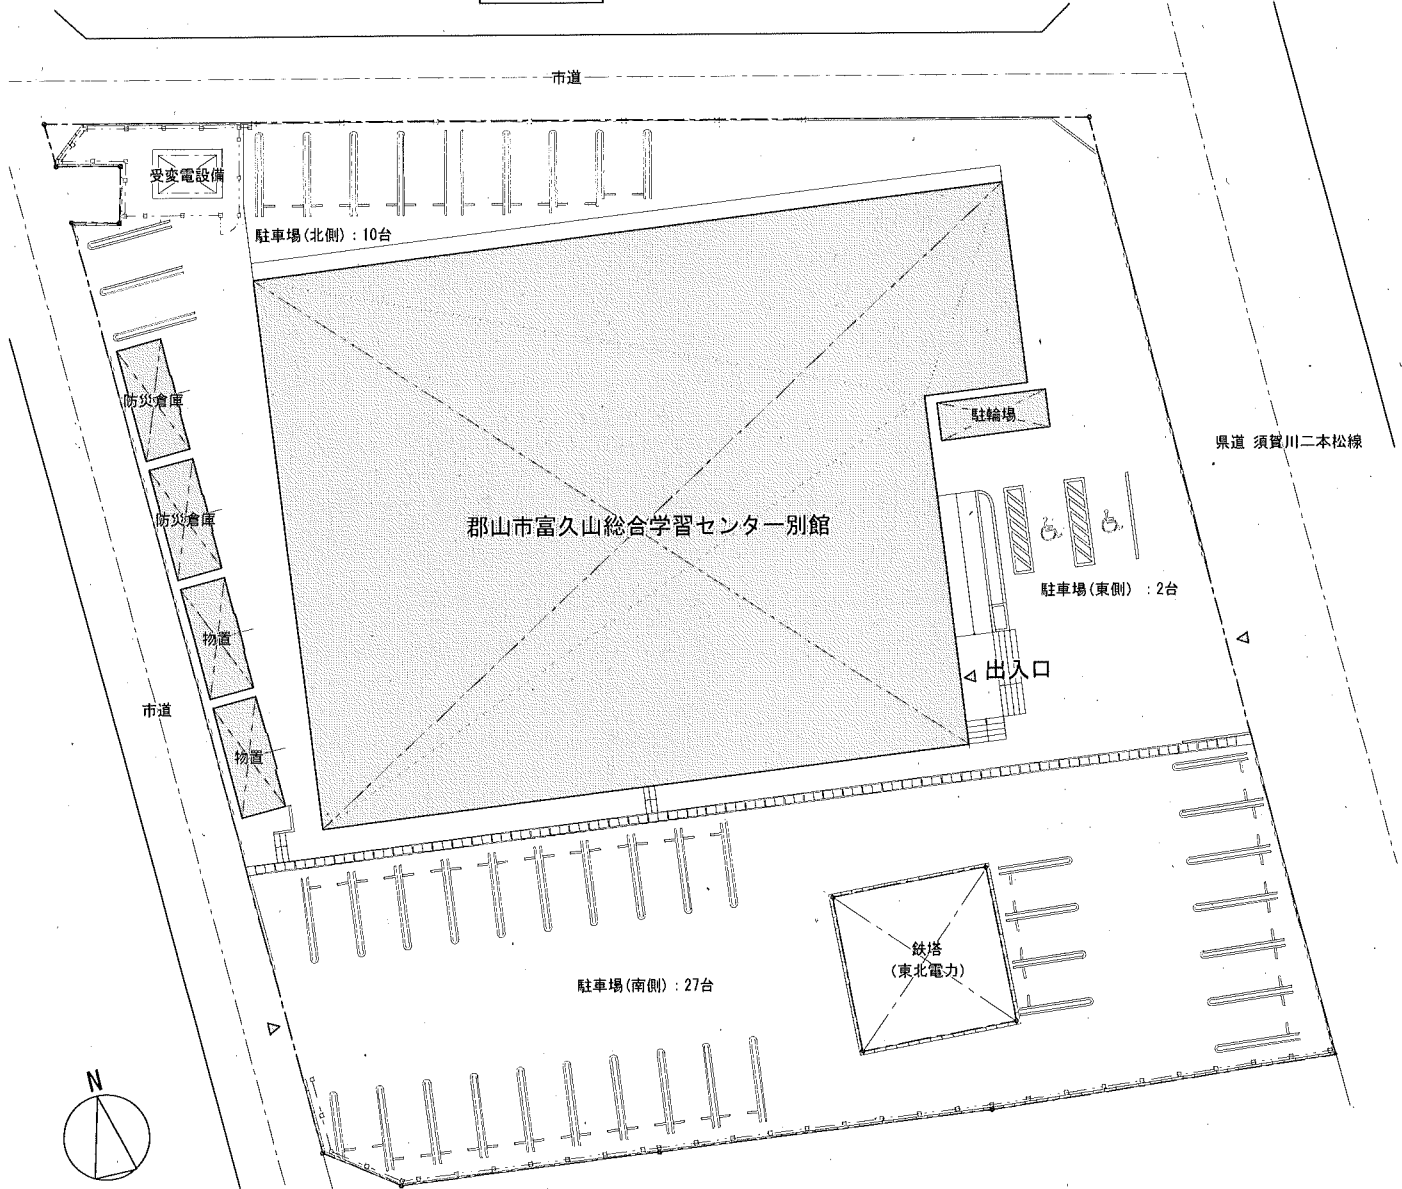 市道
受変電設備
駐車場(北側):10台
防災倉庫
駐輪場
県道 須賀川二本松線
防災倉庫
郡山市富久山総合学習センター別館
駐車場(東側) :2台
物置
出入口
市道
物置
鉄塔
(東北電力)
駐車場(南側):27台
N